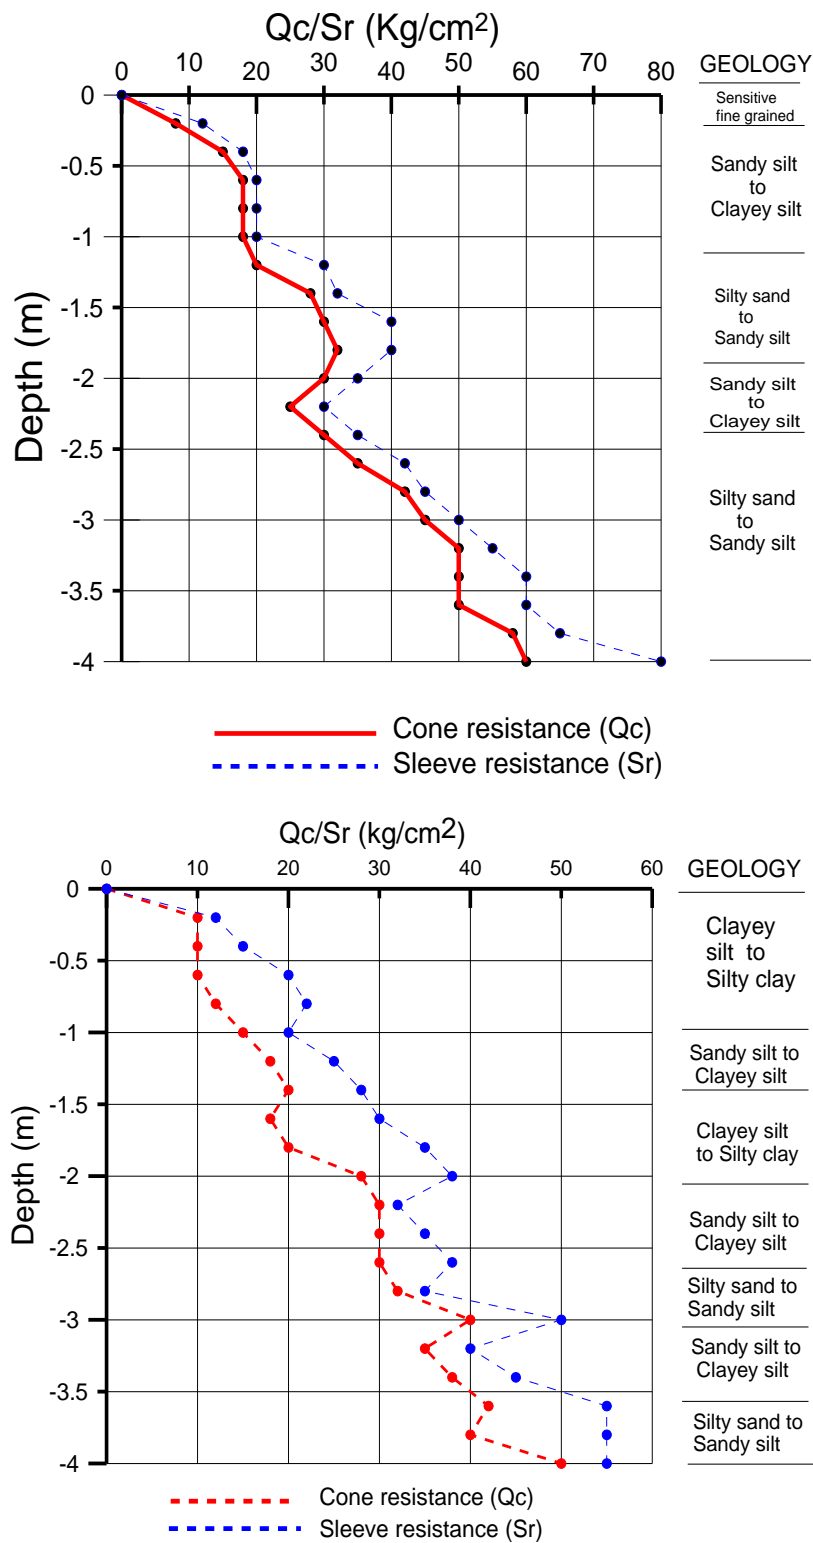 Qc/Sr (Kg/cm2)
0 10 20 30 40 50 60 70 80
GEOLOGY
0
-0.5
-1
-1.5
-2
-2.5
-3
-3.5
-4
Depth (m)
Sensitive
fine grained
Sandy silt
to
Clayey silt
Silty sand
to
Sandy silt
Sandy silt
to
Clayey silt
Silty sand
to
Sandy silt
Cone resistance (Qc)
Sleeve resistance (Sr)
Qc/Sr (kg/cm2)
0 10 20 30 40 50 60
GEOLOGY
0
-0.5
-1
-1.5
-2
-2.5
-3
-3.5
-4
Depth (m)
Clayey
silt to
Silty clay
Sandy silt to
Clayey silt
Clayey silt
to Silty clay
Sandy silt to
Clayey silt
Silty sand to
Sandy silt
Sandy silt to
Clayey silt
Silty sand to
Sandy silt
Cone resistance (Qc)
Sleeve resistance (Sr)